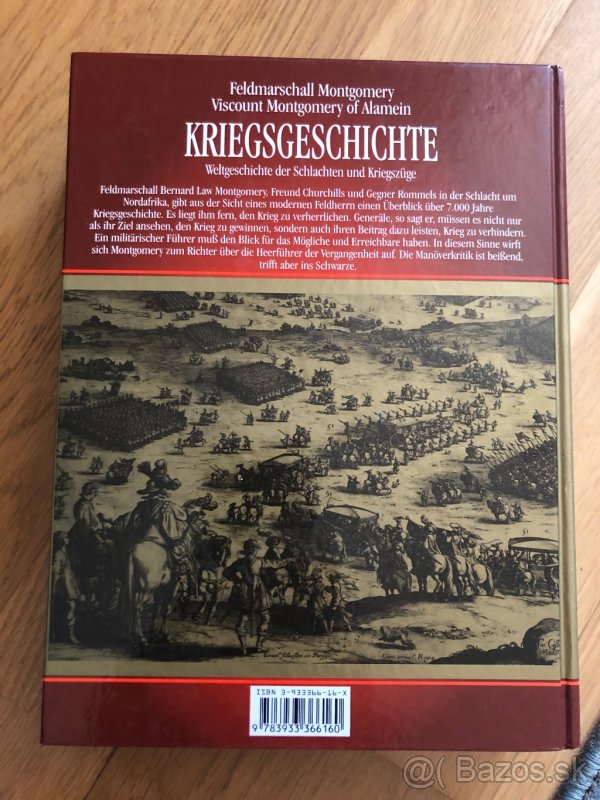 Feldmarschall Montgomery
Viscount Montgomery of Alamein
KRIEGSGESCHICHTE
Weltgeschichte der Schlachten und Kriegszüge
Feldmarschall Bernard Law Montgomery, Freund Churchills und Gegner Rommels in der Schlacht um
Nordafrika, gibt aus der Sicht eines modernen Feldherrn einen Überblick über 7.000 Jahre
Kriegsgeschichte. Es liegt ihm fern, den Krieg zu verherrlichen. Generäle, so sagt er, müssen es nicht nur
als ihr Ziel ansehen, den Krieg zu gewinnen, sondern auch ihren Beitrag dazu leisten, Krieg zu verhindern.
Ein militärischer Führer muß den Blick für das Mögliche und Erreichbare haben. In diesem Sinne wirft
sich Montgomery zum Richter über die Heerführer der Vergangenheit auf. Die Manöverkritik ist beißend,
trifft aber ins Schwarze.
Cum privil. Regis
ISBN 3-933366-16-X
9 783933 366160
@( Bazos.sk